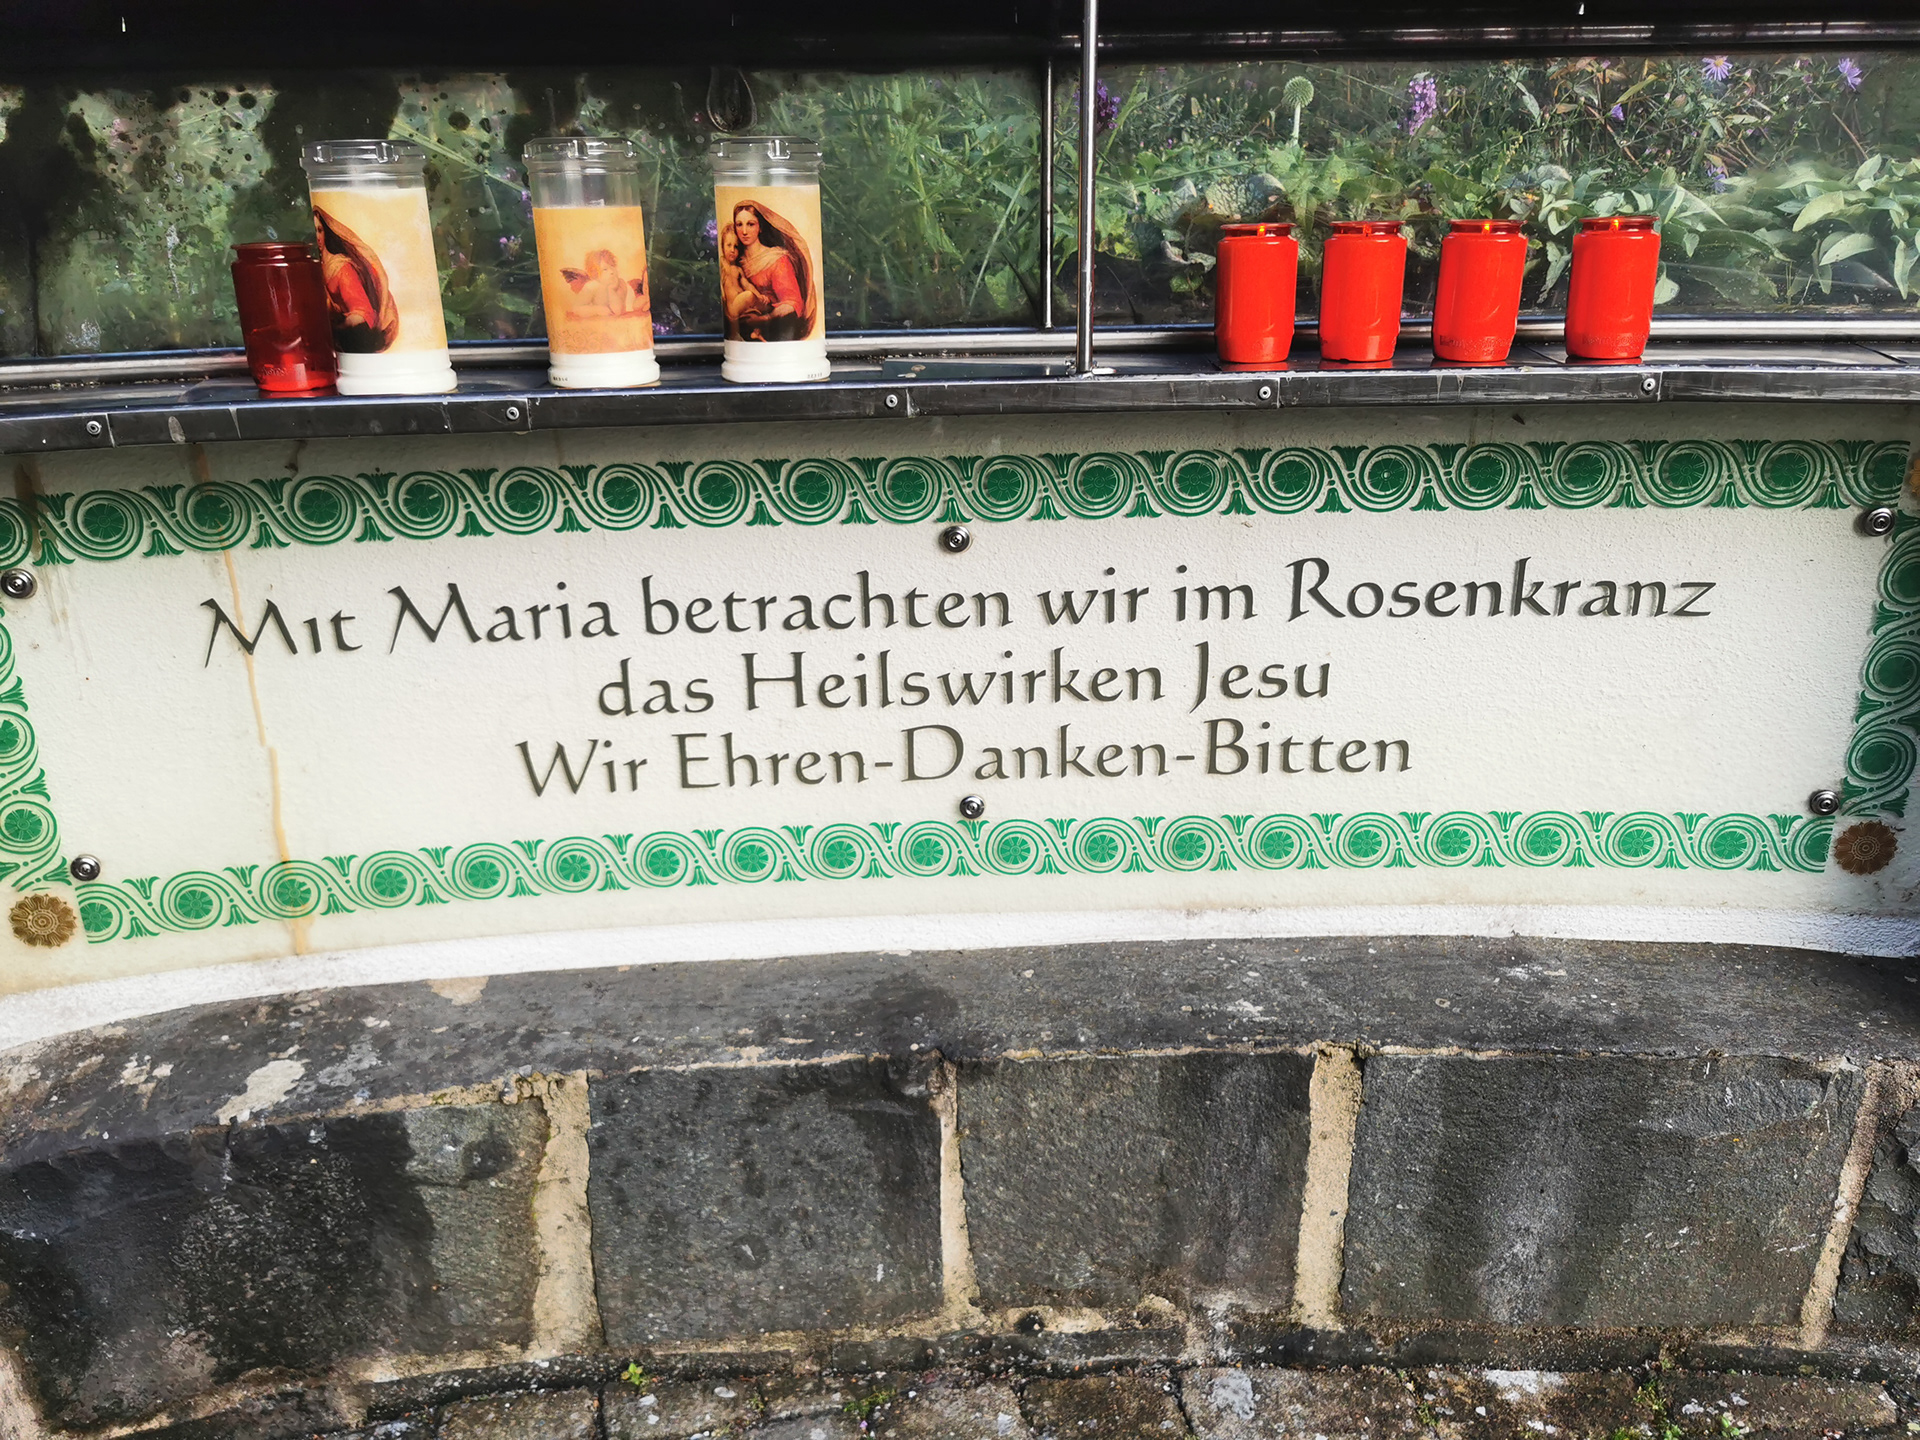 Mit Maria betrachten wir im Rosenkranz
das Heilswirken Jesu
Wir Ehren-Danken-Bitten